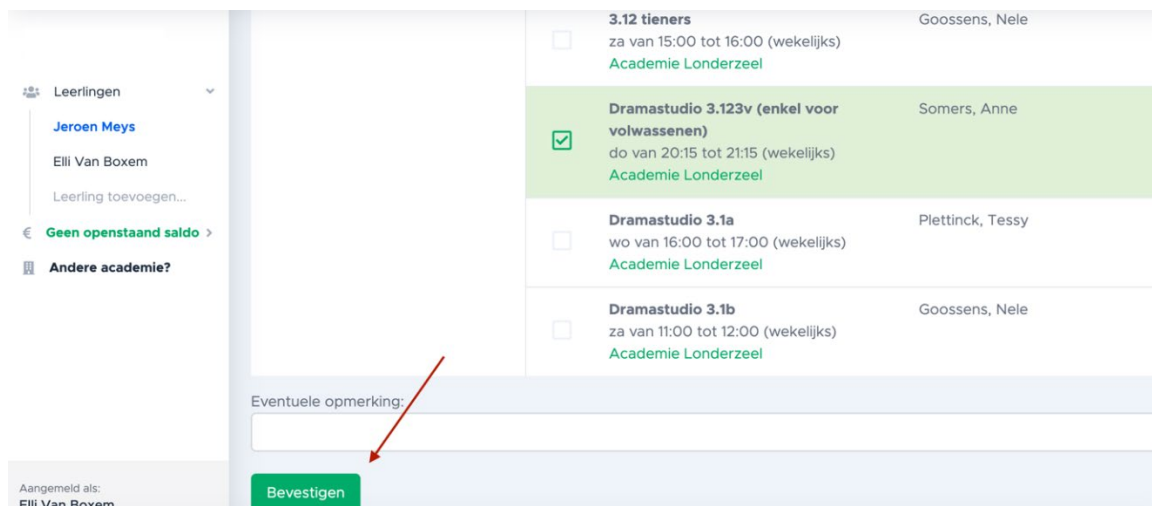 3.12 tieners
Goossens, Nele
za van 15:00 tot 16:00 (wekelijks)
Academie Londerzeel
Leerlingen
Jeroen Meys
Elli Van Boxem
Leerling toevoegen...
€ Geen openstaand saldo >
Andere academie?
Dramastudio 3.123v (enkel voor
volwassenen)
Somers, Anne
do van 20:15 tot 21:15 (wekelijks)
Academie Londerzeel
Dramastudio 3.1a
Plettinck, Tessy
wo van 16:00 tot 17:00 (wekelijks)
Academie Londerzeel
Dramastudio 3.1b
Goossens, Nele
za van 11:00 tot 12:00 (wekelijks)
Academie Londerzeel
Eventuele opmerking:
Bevestigen
Aangemeld als:
Elli Van Boxem